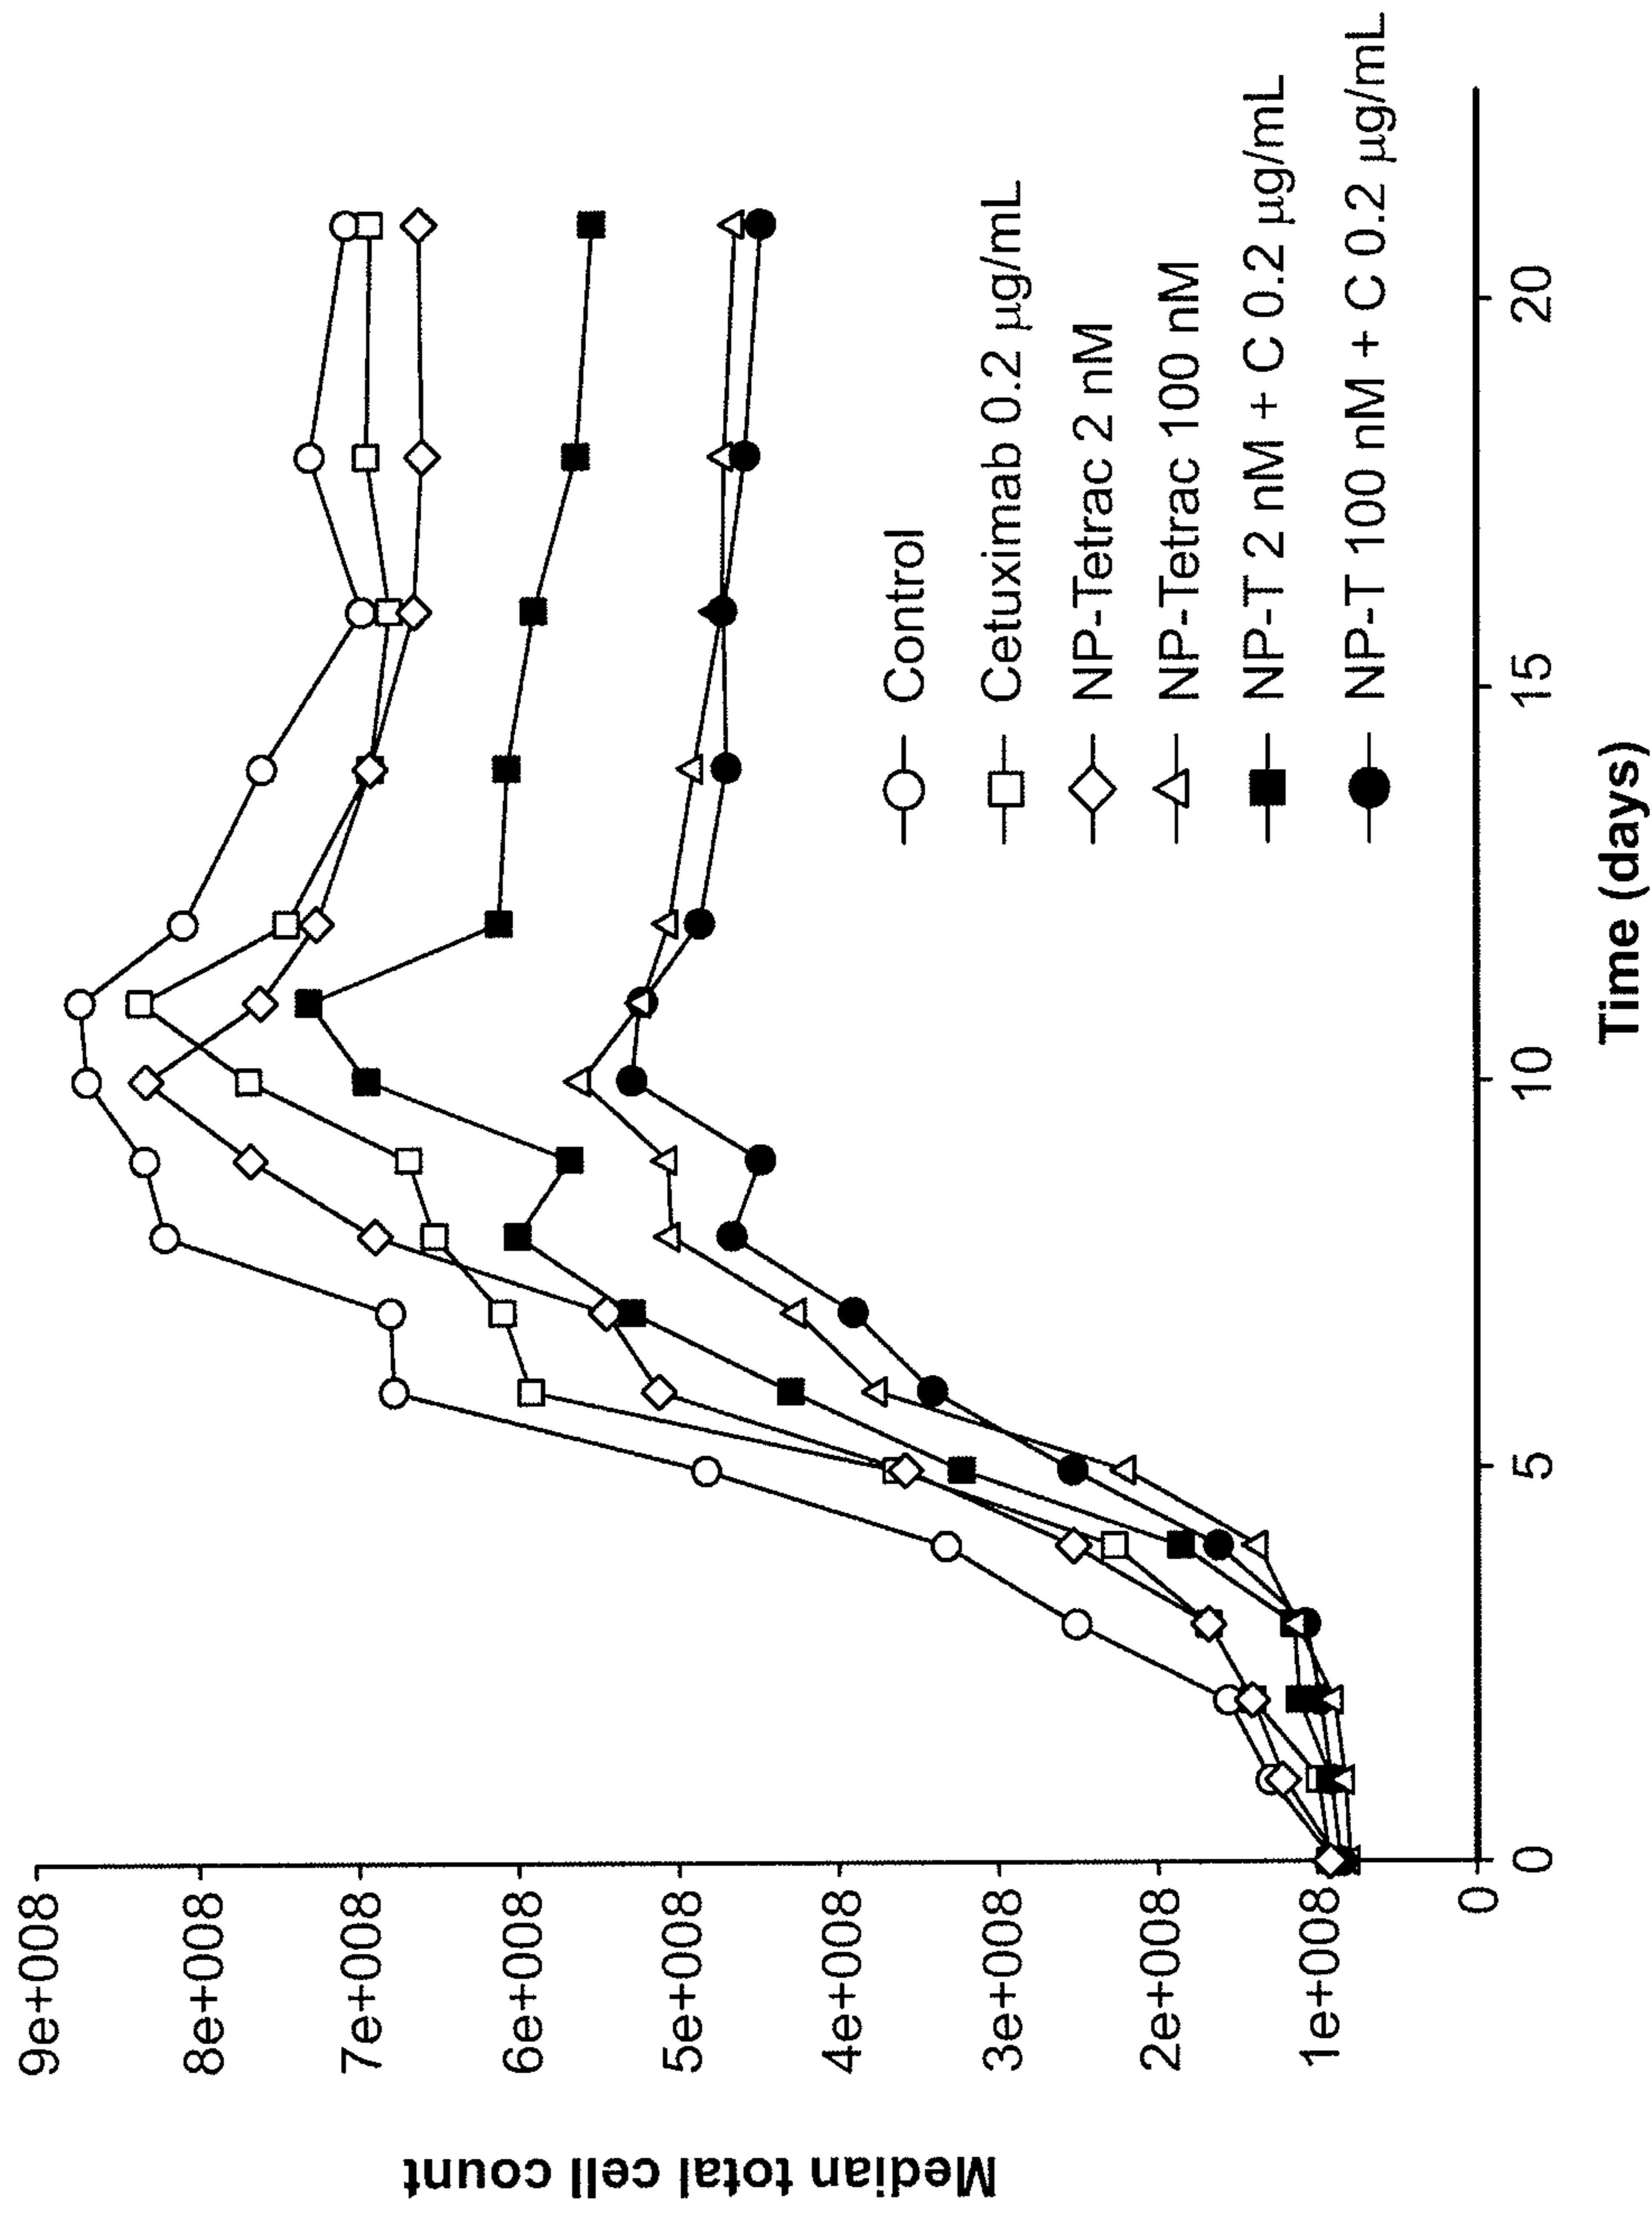 Median total cell count
9e+008
8e+008
7e+008
6e+008
5e+008
4e+008
3e+008
2e+008
1e+008
0
0
5
10
15
20
Time (days)
Control
Cetuximab 0.2 μg/mL
NP-Tetrac 2 nM
NP-Tetrac 100 nM
NP-T 2 nM + C 0.2 μg/mL
NP-T 100 nM + C 0.2 μg/mL